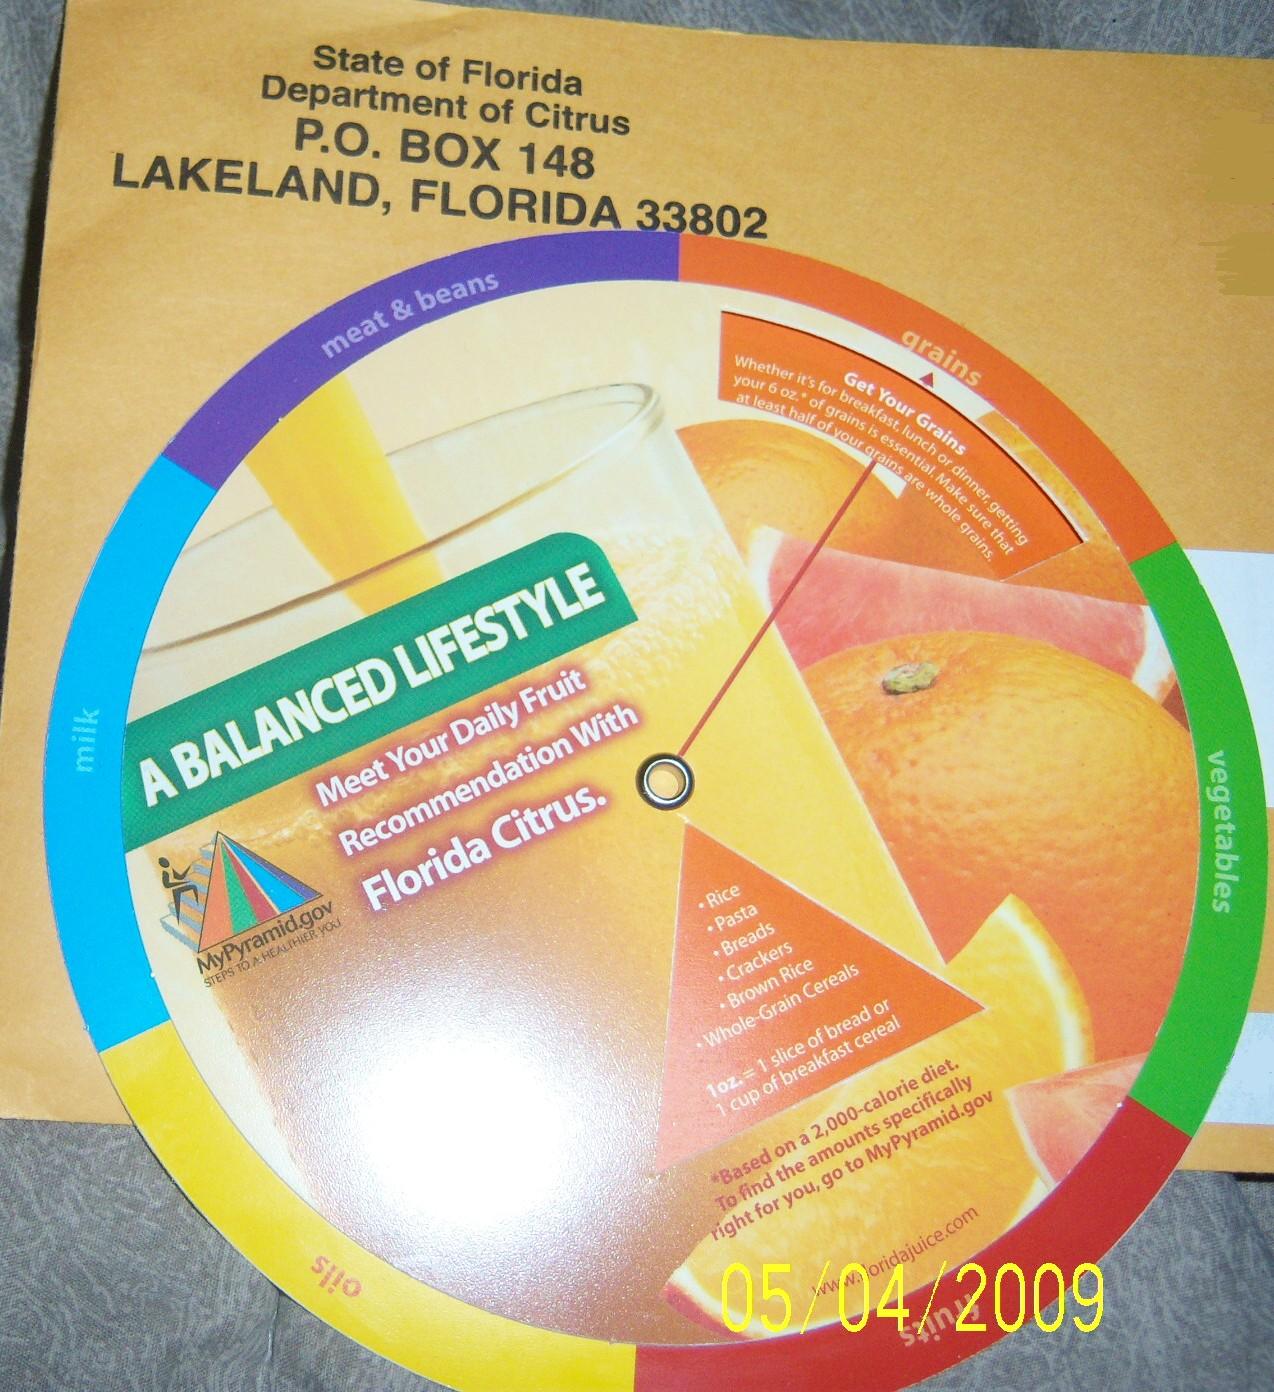 State of Florida
Department of Citrus
P.O. BOX 148
LAKELAND, FLORIDA 33802
meat & beans
grains
Get Your Grains
Whether it's for breakfast, lunch or dinner, getting
your 6 oz.* of grains is essential. Make sure that
at least half of your grains are whole grains.
A BALANCED LIFESTYLE
Meet Your Daily Fruit
Recommendation With
Florida Citrus.
milk
vegetables
MyPyramid.gov
STEPS TO A HEALTHIER YOU
• Rice
• Pasta
• Breads
• Crackers
• Brown Rice
• Whole-Grain Cereals
1oz. = 1 slice of bread or
1 cup of breakfast cereal
*Based on a 2,000-calorie diet.
To find the amounts specifically
right for you, go to MyPyramid.gov
www.floridajuice.com
oils
fruits
05/04/2009